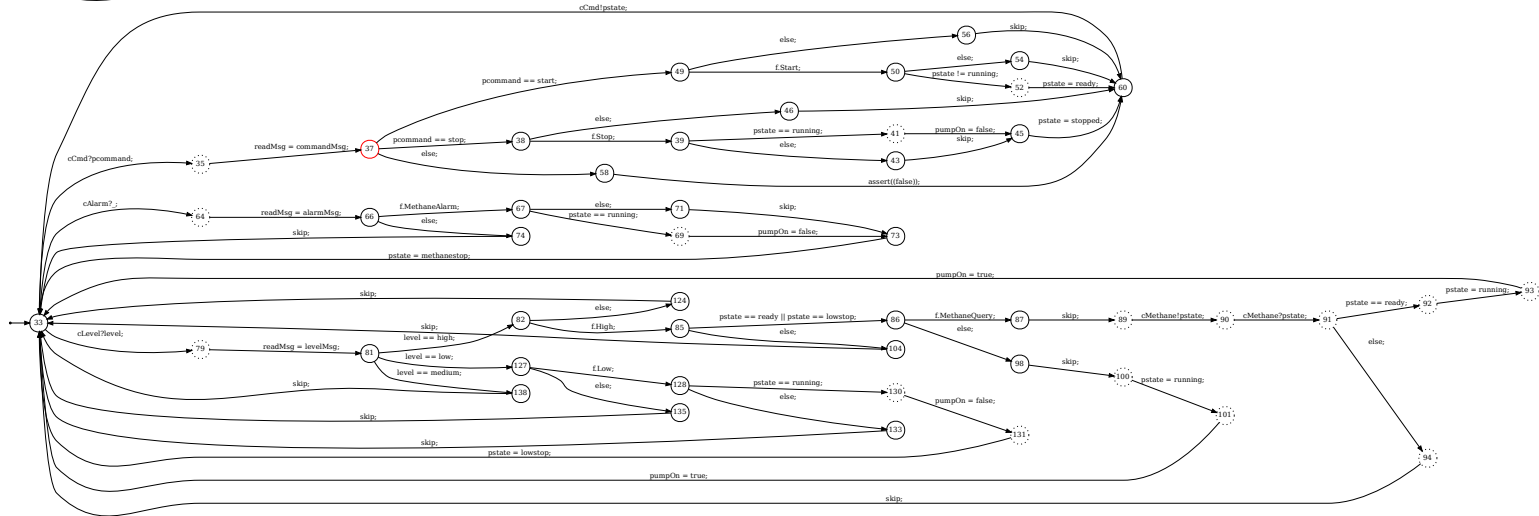 cCmd!pstate;
skip;
56
else;
else;
54
skip;
49
f.Start;
50
pstate != running;
pcommand == start;
52
pstate = ready;
60
skip;
46
else;
pstate = stopped;
pstate == running;
41
pumpOn = false;
45
pcommand == stop;
38
f.Stop;
39
skip;
readMsg = commandMsg;
37
else;
else;
43
cCmd?pcommand;
35
58
assert((false));
cAlarm?_;
f.MethaneAlarm;
67
else;
71
skip;
64
readMsg = alarmMsg;
66
else;
pstate == running;
skip;
74
69
pumpOn = false;
73
pstate = methanestop;
pumpOn = true;
93
pstate = running;
skip;
124
pstate == ready;
92
else;
33
82
f.High;
85
pstate == ready || pstate == lowstop;
86
f.MethaneQuery;
87
skip;
89
cMethane!pstate;
90
cMethane?pstate;
91
cLevel?level;
skip;
else;
else;
level == high;
else;
79
readMsg = levelMsg;
81
104
level == low;
127
f.Low;
98
skip;
level == medium;
100
pstate = running;
skip;
138
else;
128
pstate == running;
130
else;
pumpOn = false;
skip;
135
101
133
131
skip;
pstate = lowstop;
94
pumpOn = true;
skip;